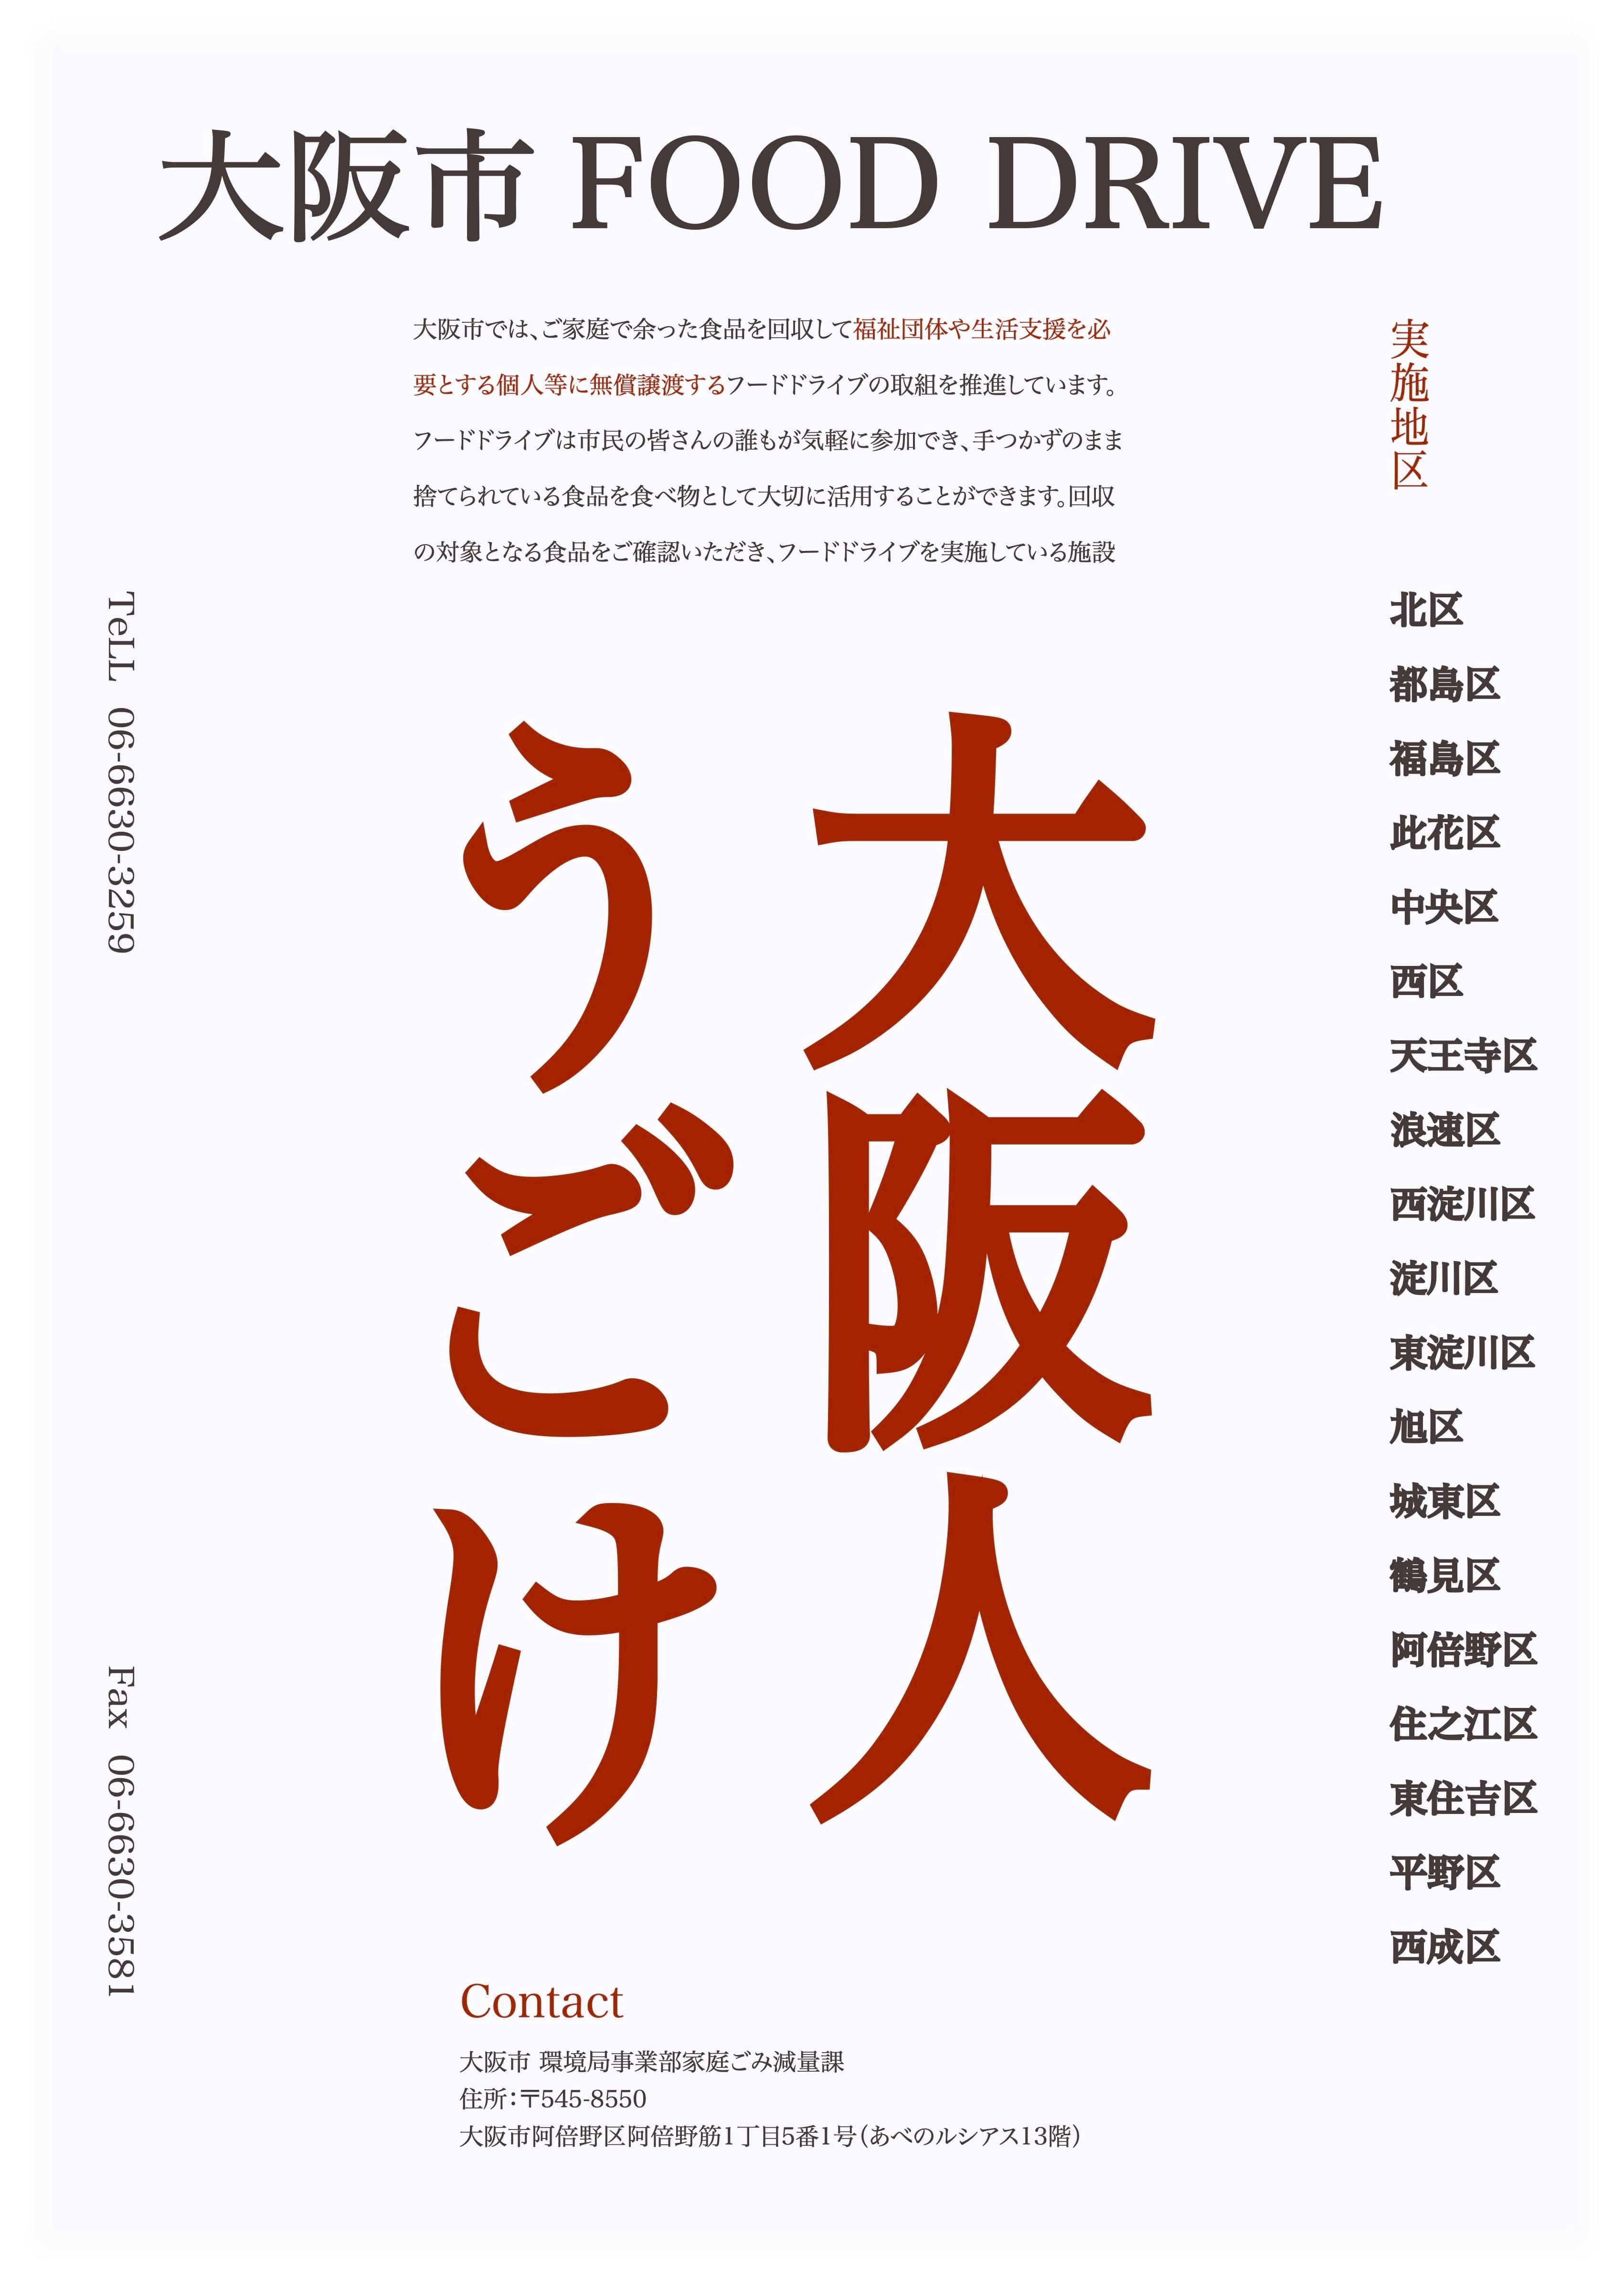 大阪市 FOOD DRIVE
大阪市では、ご家庭で余った食品を回収して福祉団体や生活支援を必
要とする個人等に無償譲渡するフードドライブの取組を推進しています。
フードドライブは市民の皆さんの誰もが気軽に参加でき、手つかずのまま
捨てられている食品を食べ物として大切に活用することができます。回収
の対象となる食品をご確認いただき、フードドライブを実施している施設
実施地区
北区
都島区
福島区
此花区
中央区
西区
天王寺区
浪速区
西淀川区
淀川区
東淀川区
旭区
城東区
鶴見区
阿倍野区
住之江区
東住吉区
平野区
西成区
大阪人
うごけ
TeLL 06-6630-3259
Fax 06-6630-3581
Contact
大阪市 環境局事業部家庭ごみ減量課
住所：〒545-8550
大阪市阿倍野区阿倍野筋1丁目5番1号（あべのルシアス13階）